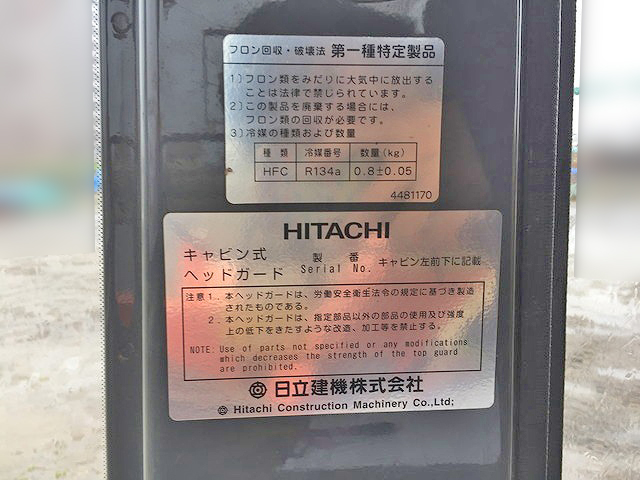 フロン回収・破壊法 第一種特定製品
1)フロン類をみだりに大気中に放出する
ことは法律で禁じられています。
2)この製品を廃棄する場合には、
フロン類の回収が必要です。
3)冷媒の種類および数量
種類 冷媒番号 数量(kg)
HFC R134a 0.8±0.05
4481170
HITACHI
キャビン式 製番 キャビン左前下に記載
ヘッドガード Serial No.
注意1．本ヘッドガードは、労働安全衛生法令の規定に基づき製造
されたものである。
2．本ヘッドガードは、指定部品以外の部品の使用及び強度
上の低下をきたすような改造、加工等を禁止する。
NOTE: Use of parts not specified or any modifications
which decreases the strength of the top guard
are prohibited.
日立建機株式会社
Hitachi Construction Machinery Co.,Ltd;